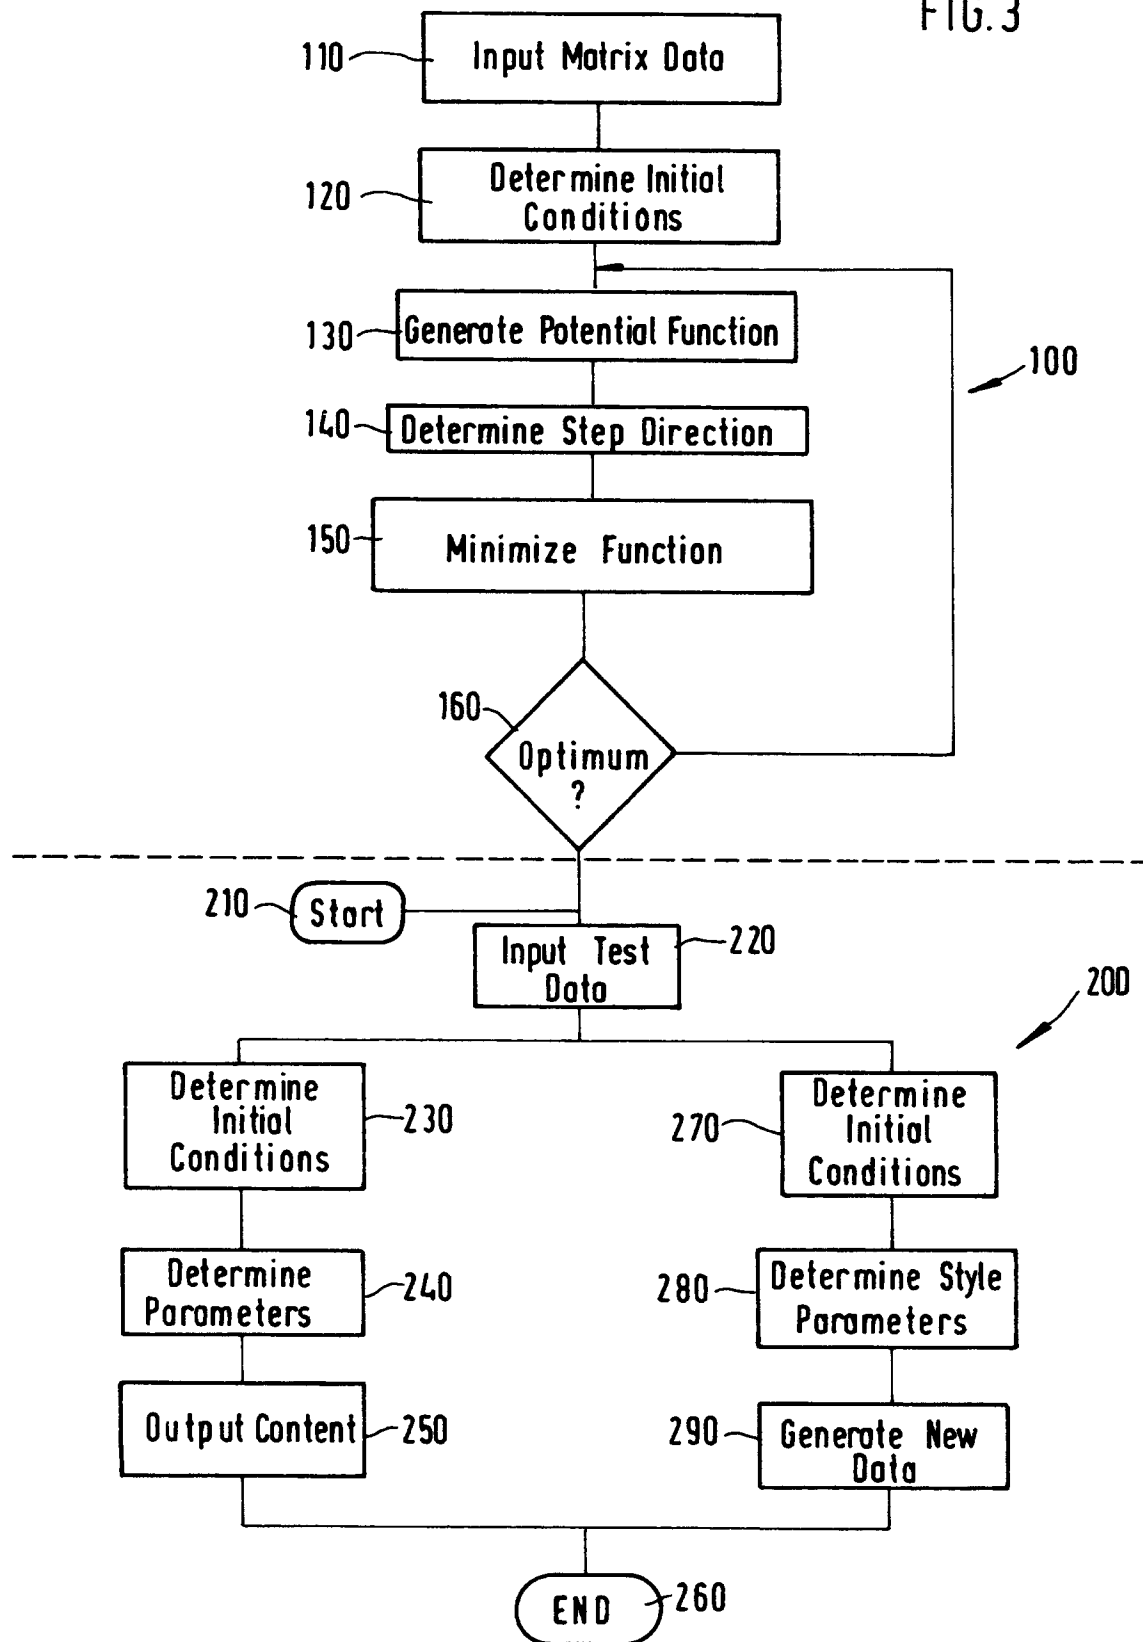 FIG. 3
110
Input Matrix Data
120
Determine Initial
Conditions
130
Generate Potential Function
100
140
Determine Step Direction
150
Minimize Function
160
Optimum
?
210
Start
220
Input Test
Data
200
230
Determine
Initial
Conditions
270
Determine
Initial
Conditions
240
Determine
Parameters
280
Determine Style
Parameters
250
Output Content
290
Generate New
Data
END
260